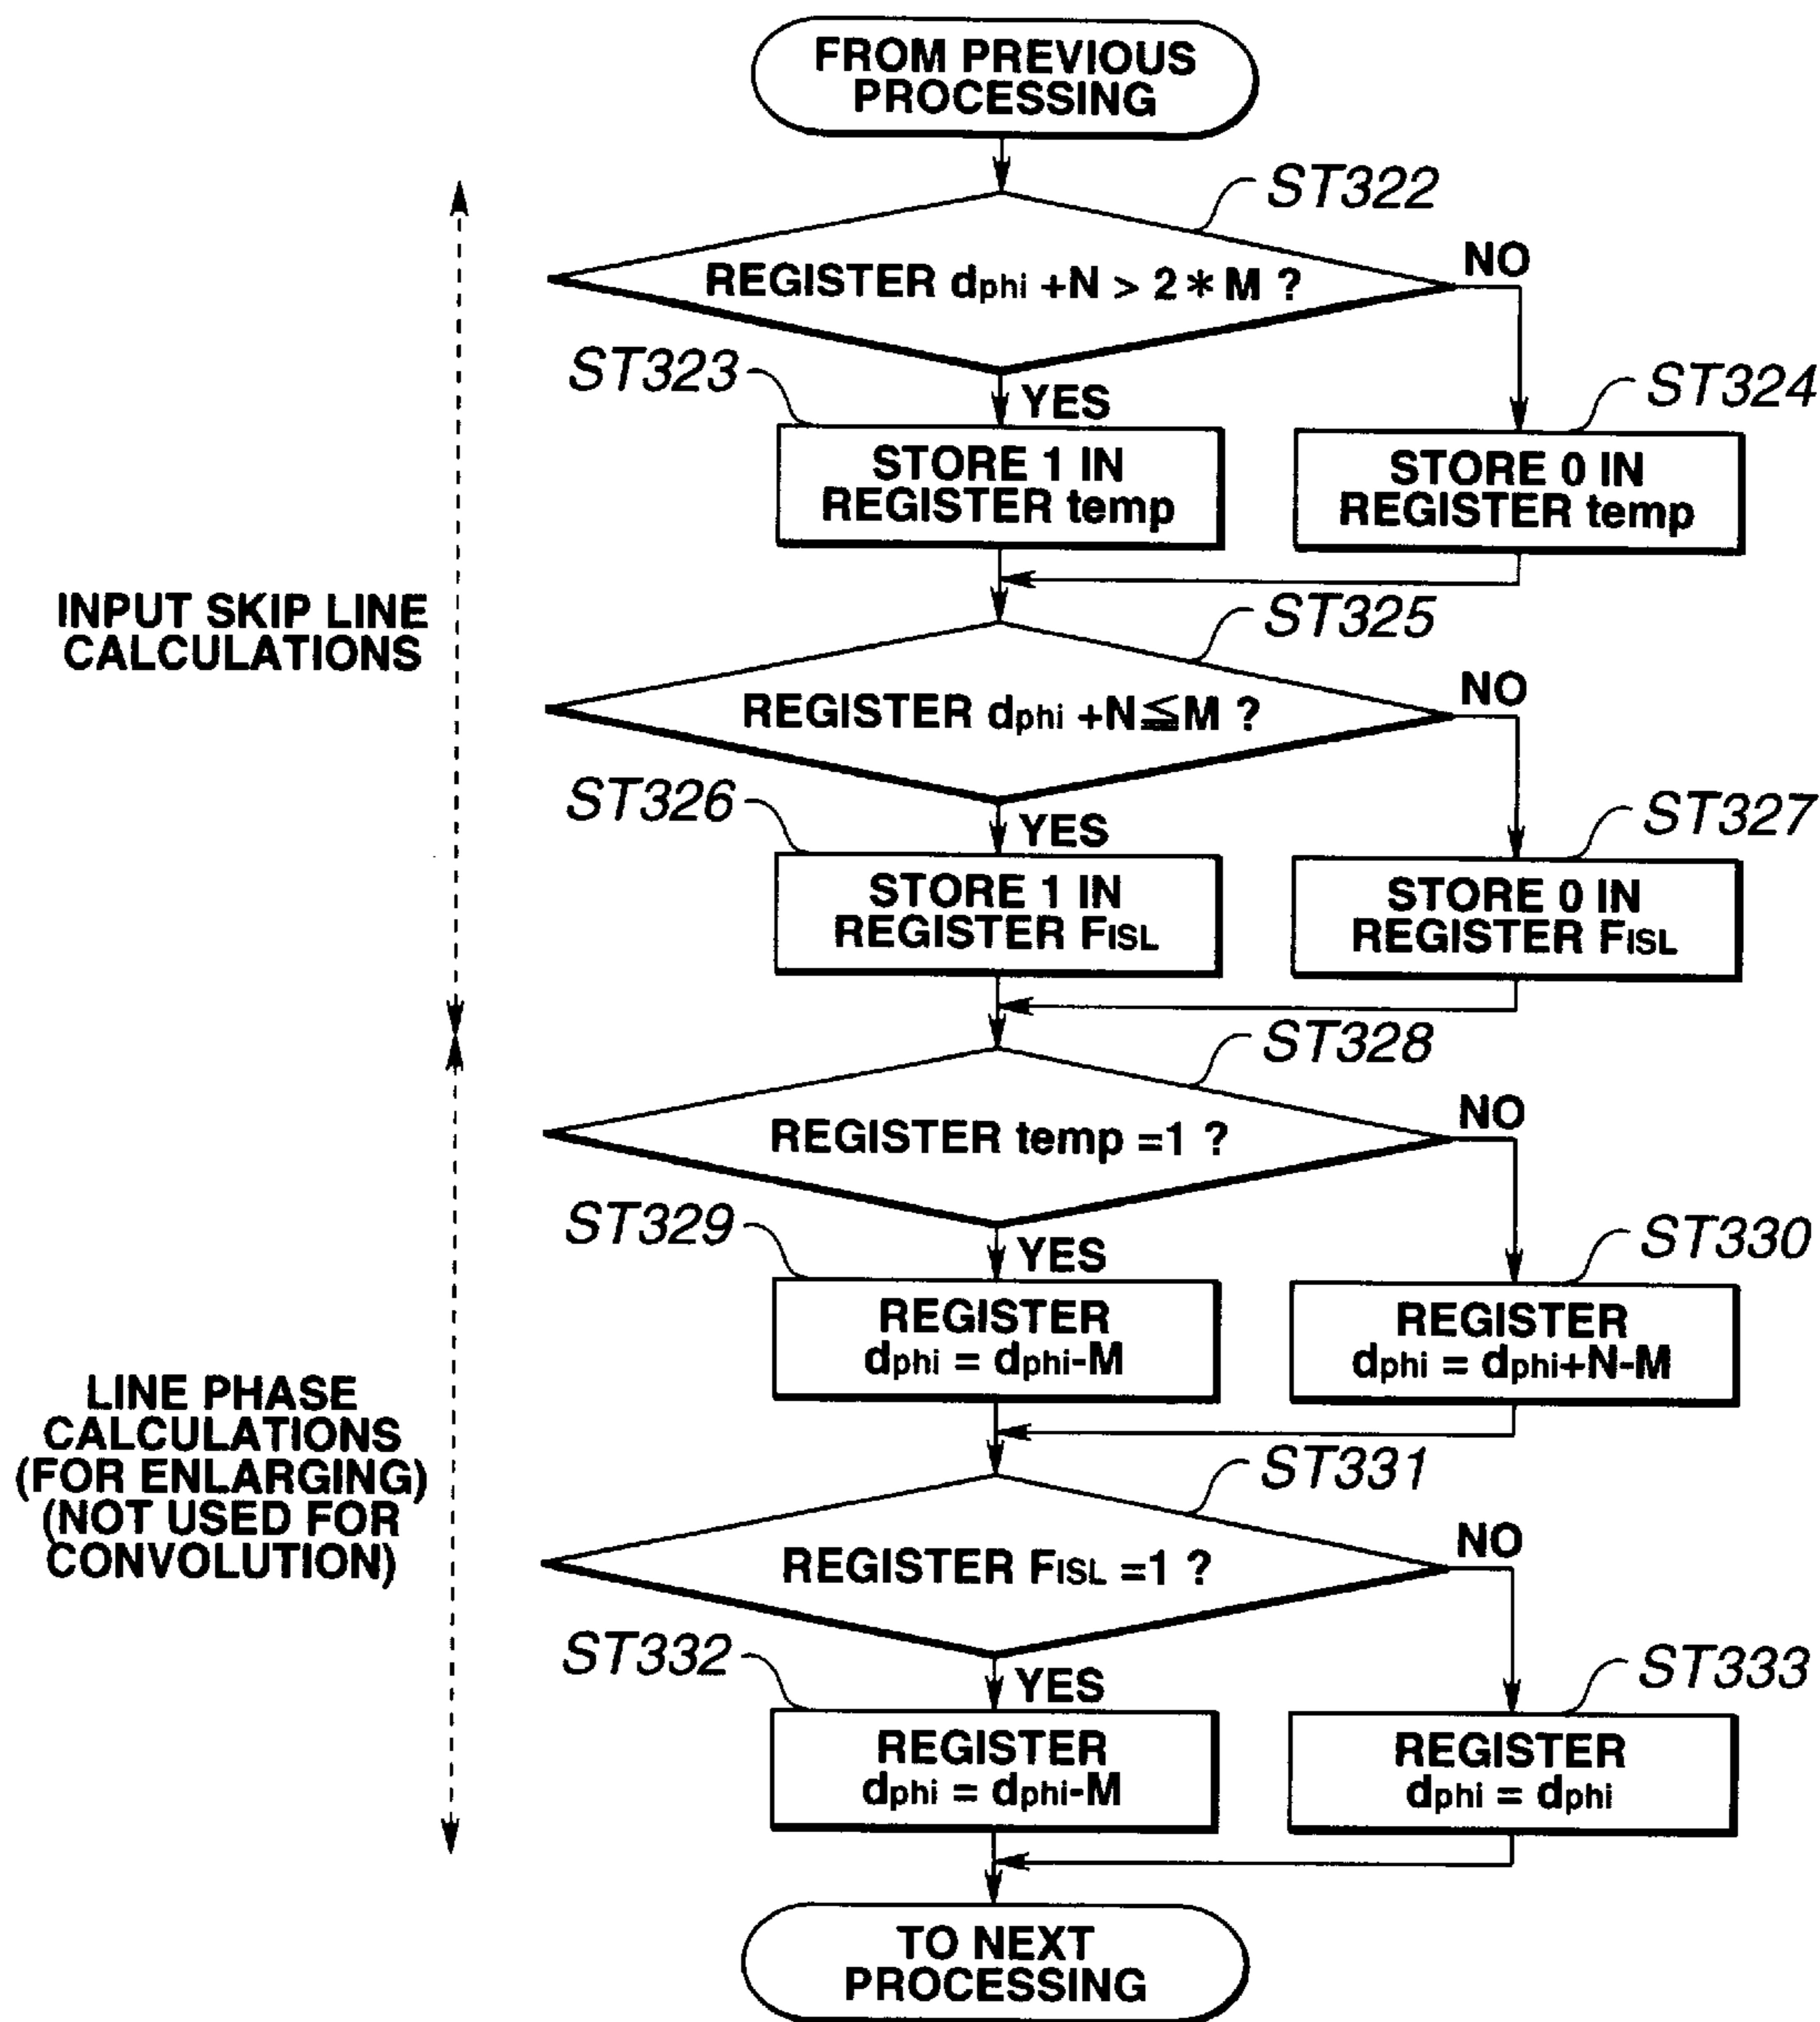 FROM PREVIOUS
PROCESSING
ST322
REGISTER dphi +N > 2 * M ?
NO
ST323
YES
ST324
STORE 1 IN
REGISTER temp
STORE 0 IN
REGISTER temp
INPUT SKIP LINE
CALCULATIONS
ST325
REGISTER dphi +N≦M ?
NO
ST326
YES
ST327
STORE 1 IN
REGISTER FISL
STORE 0 IN
REGISTER FISL
ST328
REGISTER temp =1 ?
NO
ST329
YES
ST330
REGISTER
dphi = dphi-M
REGISTER
dphi = dphi+N-M
LINE PHASE
CALCULATIONS
(FOR ENLARGING)
(NOT USED FOR
CONVOLUTION)
ST331
REGISTER FISL =1 ?
NO
ST332
YES
ST333
REGISTER
dphi = dphi-M
REGISTER
dphi = dphi
TO NEXT
PROCESSING